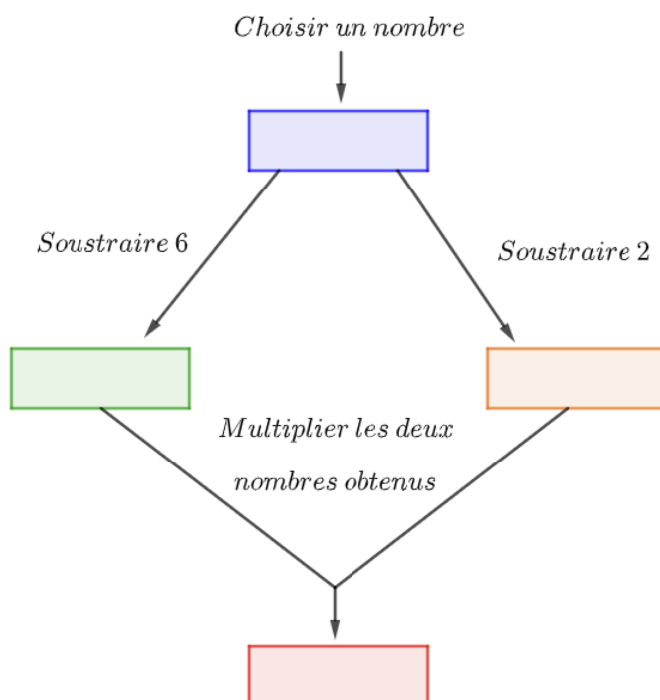 Choisir un nombre
Soustraire 6
Soustraire 2
Multiplier les deux
nombres obtenus